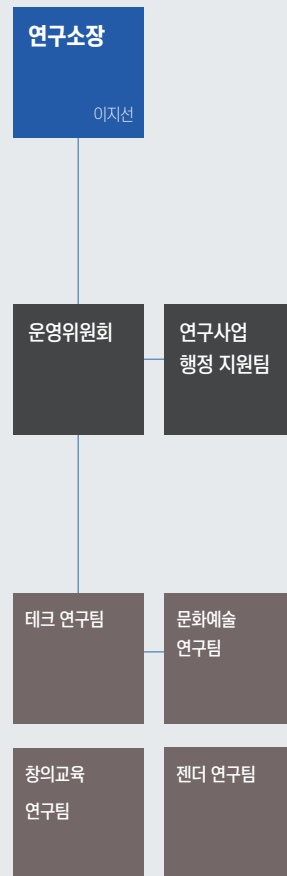 연구소장
이지선
운영위원회
연구사업
행정 지원팀
테크 연구팀
문화예술
연구팀
창의교육
연구팀
젠더 연구팀